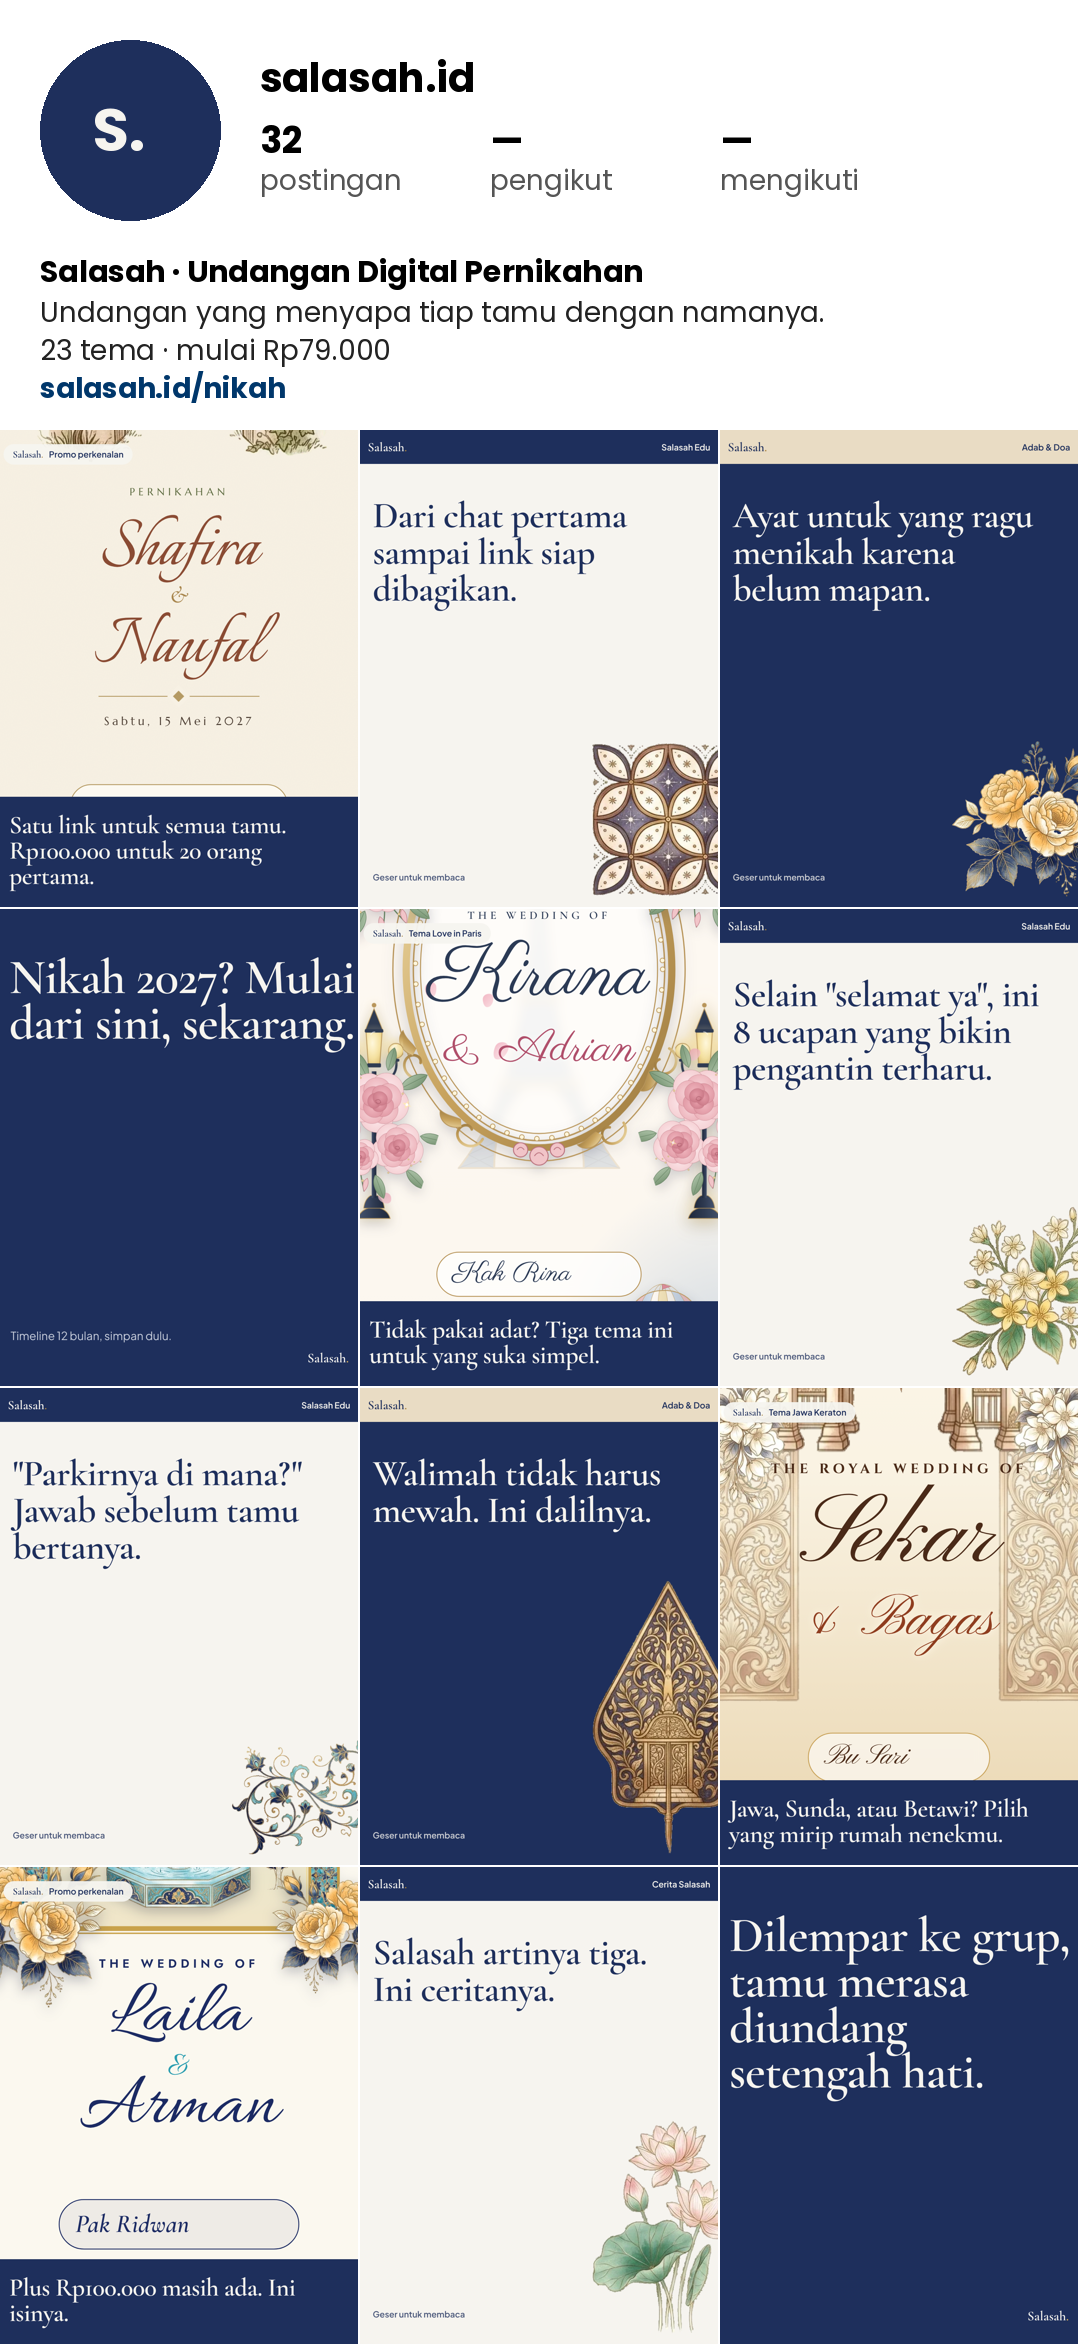 S.
salasah.id
32
—
—
postingan
pengikut
mengikuti
Salasah · Undangan Digital Pernikahan
Undangan yang menyapa tiap tamu dengan namanya.
23 tema · mulai Rp79.000
salasah.id/nikah
Salasah. Promo perkenalan
PERNIKAHAN
Shafira
&
Naufal
Sabtu, 15 Mei 2027
Satu link untuk semua tamu.
Rp100.000 untuk 20 orang
pertama.
Salasah.
Salasah Edu
Dari chat pertama
sampai link siap
dibagikan.
Geser untuk membaca
Salasah.
Adab & Doa
Ayat untuk yang ragu
menikah karena
belum mapan.
Geser untuk membaca
Nikah 2027? Mulai
dari sini, sekarang.
Timeline 12 bulan, simpan dulu.
Salasah.
THE WEDDING OF
Salasah. Tema Love in Paris
Kirana
& Adrian
Kak Rina
Tidak pakai adat? Tiga tema ini
untuk yang suka simpel.
Salasah.
Salasah Edu
Selain "selamat ya", ini
8 ucapan yang bikin
pengantin terharu.
Geser untuk membaca
Salasah.
Salasah Edu
"Parkirnya di mana?"
Jawab sebelum tamu
bertanya.
Geser untuk membaca
Salasah.
Adab & Doa
Walimah tidak harus
mewah. Ini dalilnya.
Geser untuk membaca
Salasah. Tema Jawa Keraton
THE ROYAL WEDDING OF
Sekar
& Bagas
Bu Sari
Jawa, Sunda, atau Betawi? Pilih
yang mirip rumah nenekmu.
Salasah. Promo perkenalan
THE WEDDING OF
Laila
&
Arman
Pak Ridwan
Plus Rp100.000 masih ada. Ini
isinya.
Salasah.
Cerita Salasah
Salasah artinya tiga.
Ini ceritanya.
Geser untuk membaca
Dilempar ke grup,
tamu merasa
diundang
setengah hati.
Salasah.